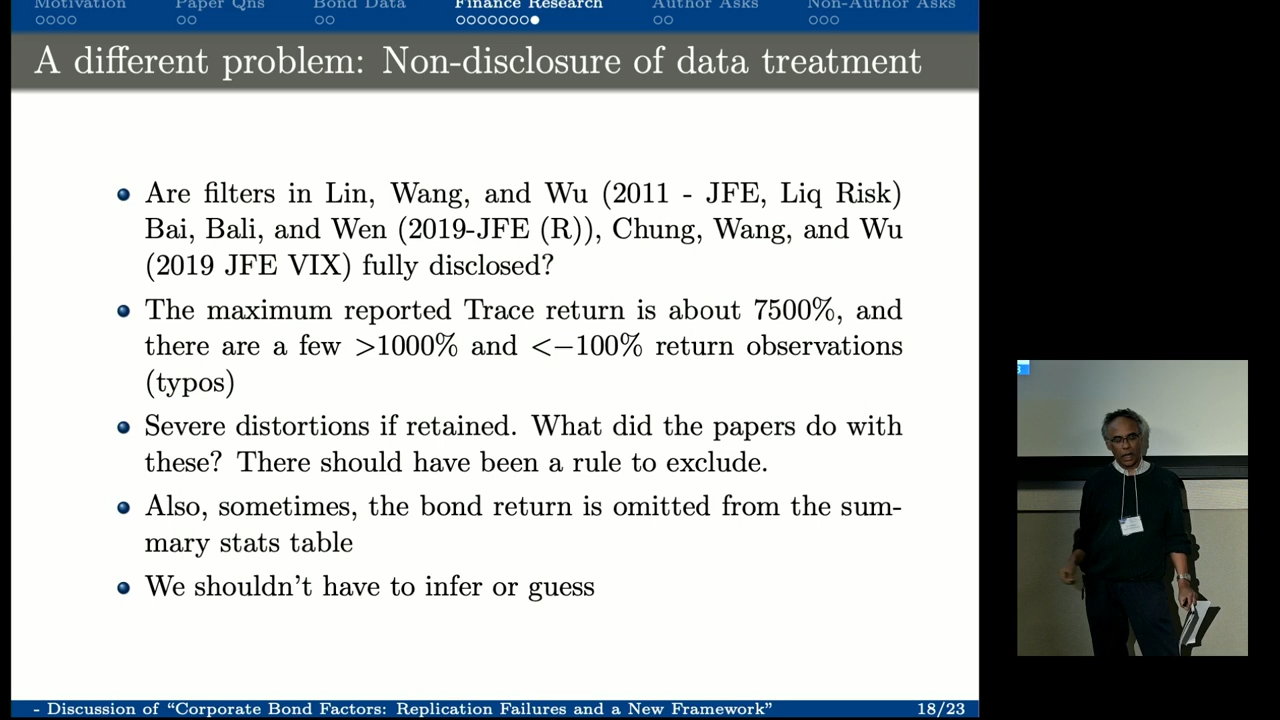 Motivation Paper Qns Bond Data Finance Research Author Asks Non-Author Asks
A different problem: Non-disclosure of data treatment
Are filters in Lin, Wang, and Wu (2011 - JFE, Liq Risk)
Bai, Bali, and Wen (2019-JFE (R)), Chung, Wang, and Wu
(2019 JFE VIX) fully disclosed?
The maximum reported Trace return is about 7500%, and
there are a few >1000% and <−100% return observations
(typos)
Severe distortions if retained. What did the papers do with
these? There should have been a rule to exclude.
Also, sometimes, the bond return is omitted from the sum-
mary stats table
We shouldn't have to infer or guess
- Discussion of “Corporate Bond Factors: Replication Failures and a New Framework” 18/23